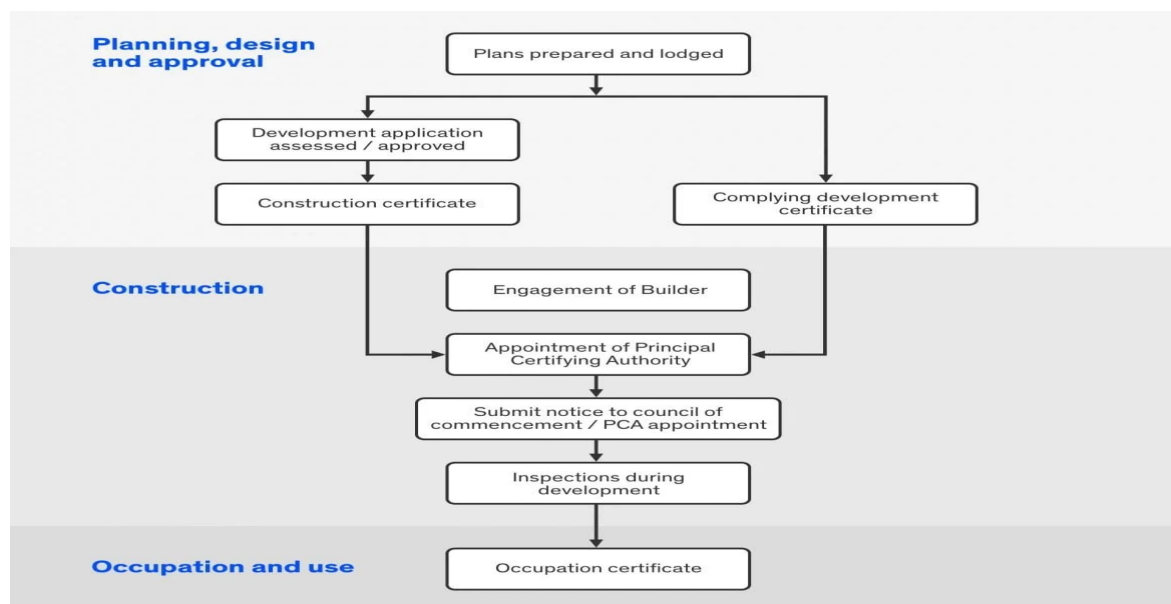 Planning, design
and approval
Plans prepared and lodged
Development application
assessed / approved
Construction certificate
Complying development
certificate
Construction
Engagement of Builder
Appointment of Principal
Certifying Authority
Submit notice to council of
commencement / PCA appointment
Inspections during
development
Occupation and use
Occupation certificate